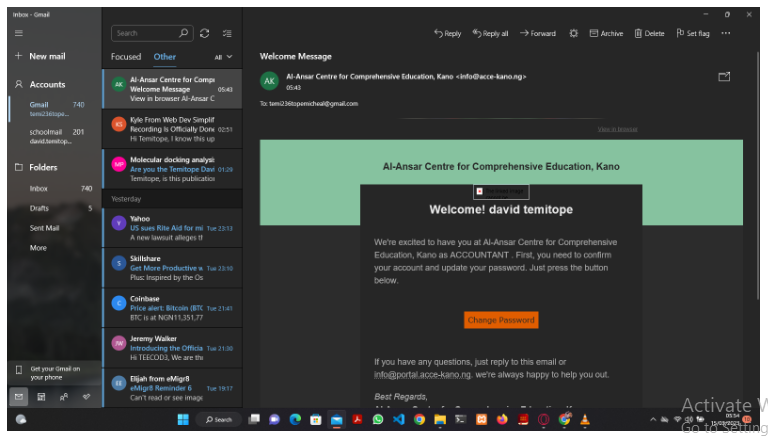 Inbox - Gmail
Search
Reply
Reply all
Forward
Archive
Delete
Set flag
New mail
Focused
Other
All
Accounts
Gmail 740
temi236tope...
schoolmail 201
david.temitop...
Folders
Inbox 740
Drafts 5
Sent Mail
More
Get your Gmail on
your phone
AK
Al-Ansar Centre for Compr
Welcome Message 05:43
View in browser Al-Ansar C
KS
Kyle From Web Dev Simplif
Recording Is Officially Done 02:51
Hi Temitope, I know this up
MP
Molecular docking analysi
Are you the Temitope Davi 01:29
Temitope, is this publication
Yesterday
Y
Yahoo
US sues Rite Aid for mi Tue 23:13
A new lawsuit alleges th
S
Skillshare
Get More Productive w Tue 23:10
Plus: Inspired by the Os
C
Coinbase
Price alert: Bitcoin (BTC Tue 21:41
BTC is at NGN11,351,77
JW
Jeremy Walker
Introducing the Officia Tue 21:30
Hi TEECOD3, We are th
EE
Elijah from eMigr8
eMigr8 Reminder 6 Tue 19:17
Can't read or see image
Welcome Message
AK
Al-Ansar Centre for Comprehensive Education, Kano <info@acce-kano.ng>
05:43
To: temi236topemicheal@gmail.com
View in browser
Al-Ansar Centre for Comprehensive Education, Kano
Welcome! david temitope
We're excited to have you at Al-Ansar Centre for Comprehensive
Education, Kano as ACCOUNTANT . First, you need to confirm
your account and update your password. Just press the button
below.
Change Password
If you have any questions, just reply to this email or
info@portal.acce-kano.ng. we're always happy to help you out.
Best Regards,
Activate W
Go to Setting
Search
05:54